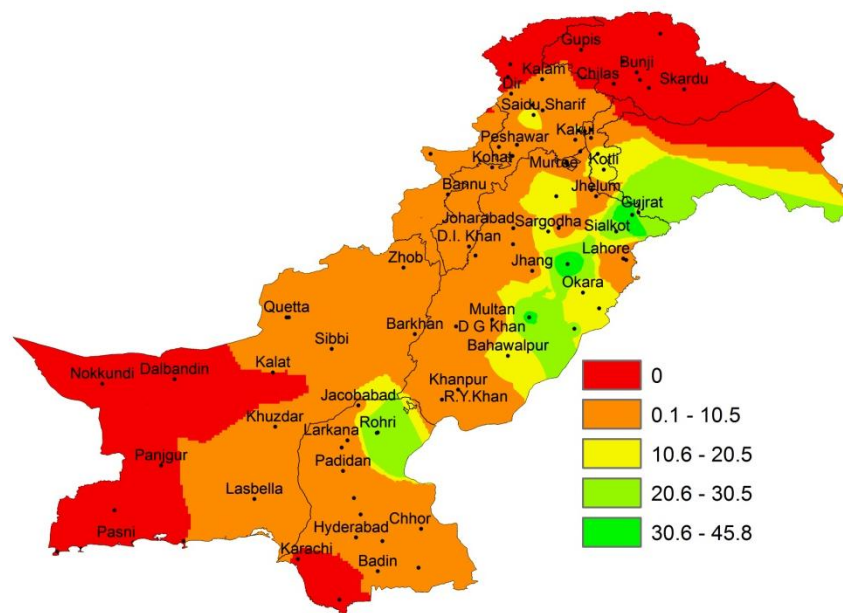 Gupis
Kalam
Chilas
Bunji
Skardu
Dir
Saidu Sharif
Peshawar
Kakul
Kohat
Murree
Kotli
Bannu
Jhelum
Gujrat
Joharabad
Sargodha
Sialkot
D.I. Khan
Zhob
Jhang
Lahore
Okara
Quetta
Multan
Barkhan
D G Khan
Sibbi
Bahawalpur
Nokkundi
Dalbandin
Kalat
Khanpur
R.Y.Khan
Jacobabad
Khuzdar
Rohri
Larkana
Panjgur
Padidan
Lasbella
Pasni
Hyderabad
Chhor
Karachi
Badin
0
0.1 - 10.5
10.6 - 20.5
20.6 - 30.5
30.6 - 45.8